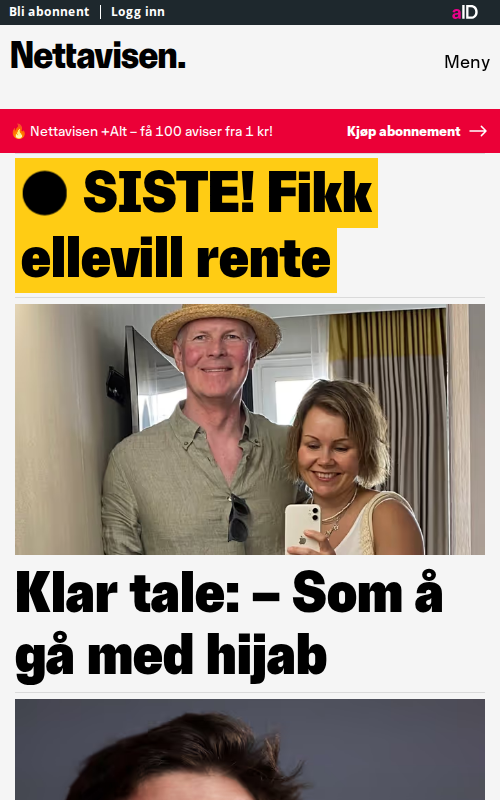 Bli abonnent | Logg inn
aID
Nettavisen.
Meny
🔥 Nettavisen +Alt – få 100 aviser fra 1 kr!
Kjøp abonnement →
● SISTE! Fikk
ellevill rente
Klar tale: – Som å
gå med hijab